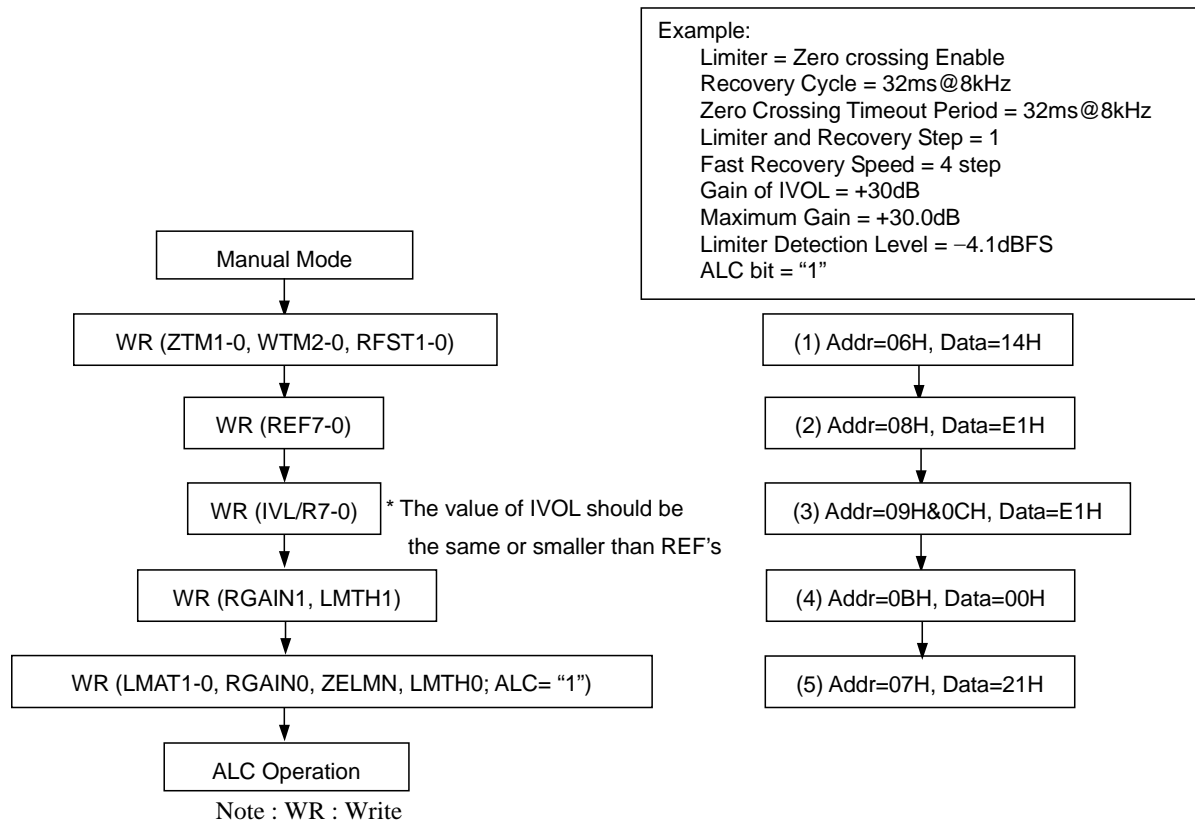 Example:
Limiter = Zero crossing Enable
Recovery Cycle = 32ms@8kHz
Zero Crossing Timeout Period = 32ms@8kHz
Limiter and Recovery Step = 1
Fast Recovery Speed = 4 step
Gain of IVOL = +30dB
Maximum Gain = +30.0dB
Limiter Detection Level = −4.1dBFS
ALC bit = “1”
Manual Mode
WR (ZTM1-0, WTM2-0, RFST1-0)
WR (REF7-0)
WR (IVL/R7-0)
* The value of IVOL should be
the same or smaller than REF’s
WR (RGAIN1, LMTH1)
WR (LMAT1-0, RGAIN0, ZELMN, LMTH0; ALC= “1”)
ALC Operation
Note : WR : Write
(1) Addr=06H, Data=14H
(2) Addr=08H, Data=E1H
(3) Addr=09H&0CH, Data=E1H
(4) Addr=0BH, Data=00H
(5) Addr=07H, Data=21H